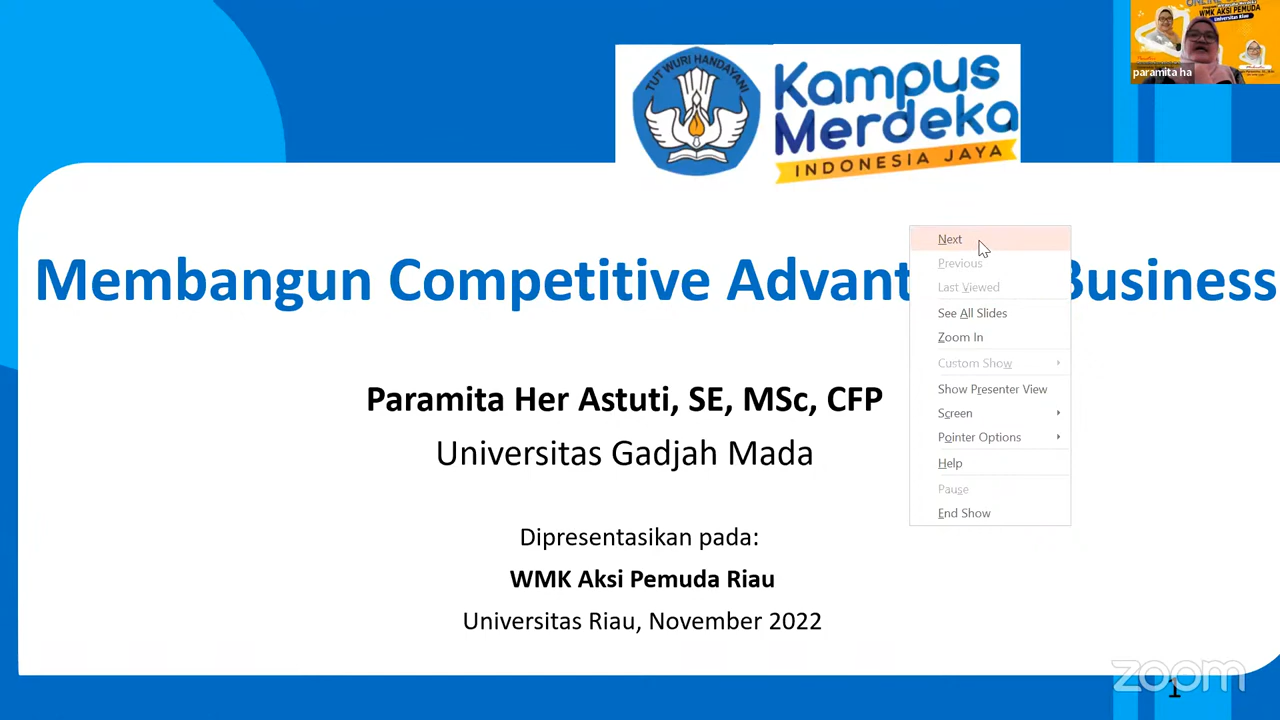 TUT WURI HANDAYANI
Kampus
Merdeka
INDONESIA JAYA
WMK AKSI PEMUDA
Universitas Riau
paramita ha
Membangun Competitive Advant Business
Paramita Her Astuti, SE, MSc, CFP
Universitas Gadjah Mada
Dipresentasikan pada:
WMK Aksi Pemuda Riau
Universitas Riau, November 2022
Next
Previous
Last Viewed
See All Slides
Zoom In
Custom Show
Show Presenter View
Screen
Pointer Options
Help
Pause
End Show
zoom
1